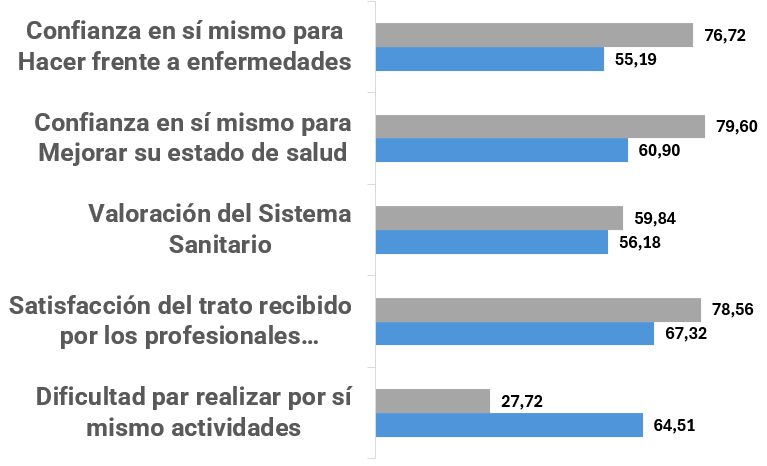 Confianza en sí mismo para
Hacer frente a enfermedades
76,72
55,19
Confianza en sí mismo para
Mejorar su estado de salud
79,60
60,90
Valoración del Sistema
Sanitario
59,84
56,18
Satisfacción del trato recibido
por los profesionales...
78,56
67,32
Dificultad par realizar por sí
mismo actividades
27,72
64,51